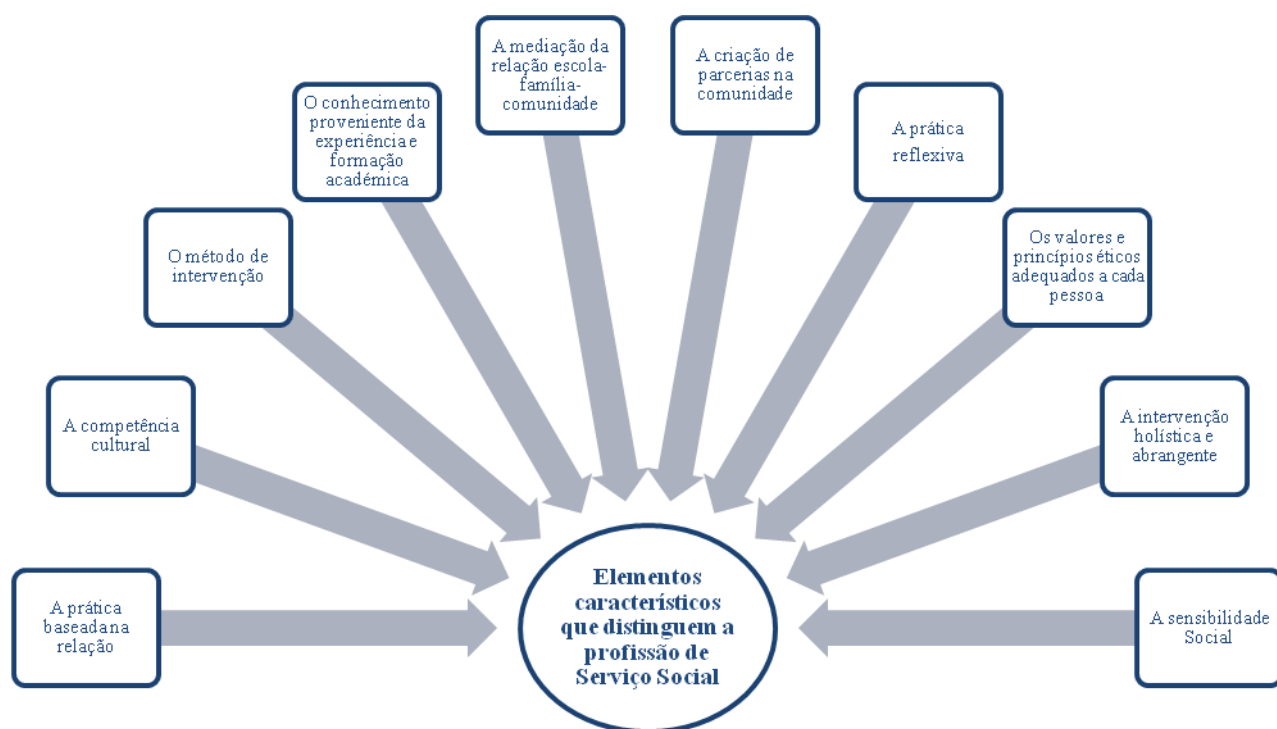 A mediação da
relação escola-
família-
comunidade
A criação de
parcerias na
comunidade
O conhecimento
proveniente da
experiência e
formação
académica
A prática
reflexiva
O método de
intervenção
Os valores e
princípios éticos
adequados a cada
pessoa
A competência
cultural
A intervenção
holística e
abrangente
A prática
baseada na
relação
Elementos
característicos
que distinguem a
profissão de
Serviço Social
A sensibilidade
Social